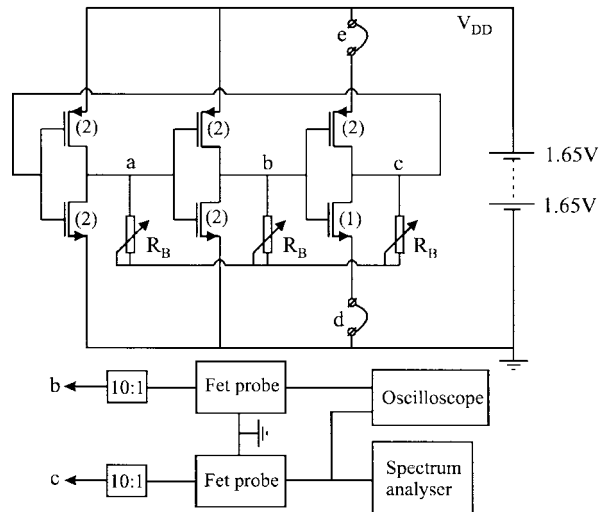 e
V_DD
(2)
(2)
(2)
a
b
c
1.65V
(2)
(2)
(1)
1.65V
R_B
R_B
R_B
d
b
10:1
Fet probe
Oscilloscope
c
10:1
Fet probe
Spectrum
analyser